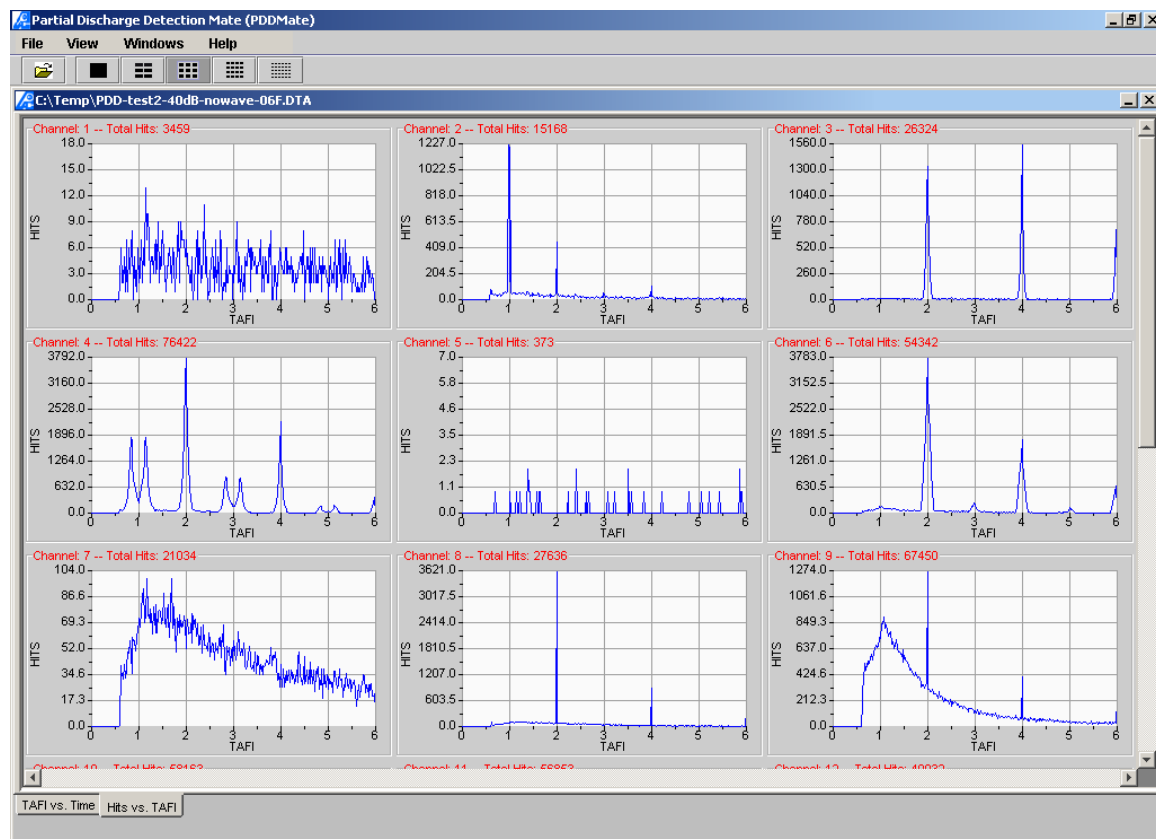 Partial Discharge Detection Mate (PDDMate)
File View Windows Help
C:\Temp\PDD-test2-40dB-nowave-06F.DTA
Channel: 1 -- Total Hits: 3459
18.0
15.0
12.0
9.0
6.0
3.0
0.0
HITS
0 1 2 3 4 5 6
TAFI
Channel: 2 -- Total Hits: 15168
1227.0
1022.5
818.0
613.5
409.0
204.5
0.0
HITS
0 1 2 3 4 5 6
TAFI
Channel: 3 -- Total Hits: 26324
1560.0
1300.0
1040.0
780.0
520.0
260.0
0.0
HITS
0 1 2 3 4 5 6
TAFI
Channel: 4 -- Total Hits: 76422
3792.0
3160.0
2528.0
1896.0
1264.0
632.0
0.0
HITS
0 1 2 3 4 5 6
TAFI
Channel: 5 -- Total Hits: 373
7.0
5.8
4.6
3.5
2.3
1.1
0.0
HITS
0 1 2 3 4 5 6
TAFI
Channel: 6 -- Total Hits: 54342
3783.0
3152.5
2522.0
1891.5
1261.0
630.5
0.0
HITS
0 1 2 3 4 5 6
TAFI
Channel: 7 -- Total Hits: 21034
104.0
86.6
69.3
52.0
34.6
17.3
0.0
HITS
0 1 2 3 4 5 6
TAFI
Channel: 8 -- Total Hits: 27636
3621.0
3017.5
2414.0
1810.5
1207.0
603.5
0.0
HITS
0 1 2 3 4 5 6
TAFI
Channel: 9 -- Total Hits: 67450
1274.0
1061.6
849.3
637.0
424.6
212.3
0.0
HITS
0 1 2 3 4 5 6
TAFI
Channel: 10 -- Total Hits: 58163
Channel: 11 -- Total Hits: 56853
Channel: 12 -- Total Hits:
TAFI vs. Time Hits vs. TAFI